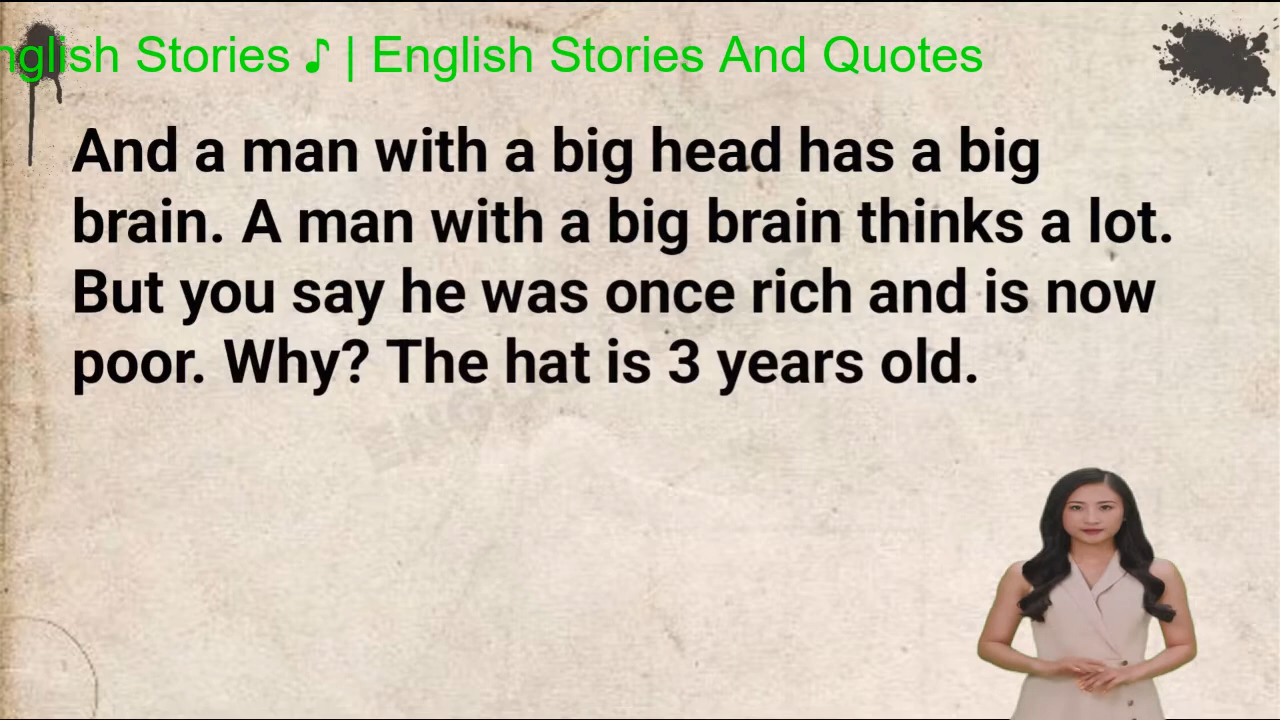 nglish Stories ♪ | English Stories And Quotes
And a man with a big head has a big
brain. A man with a big brain thinks a lot.
But you say he was once rich and is now
poor. Why? The hat is 3 years old.